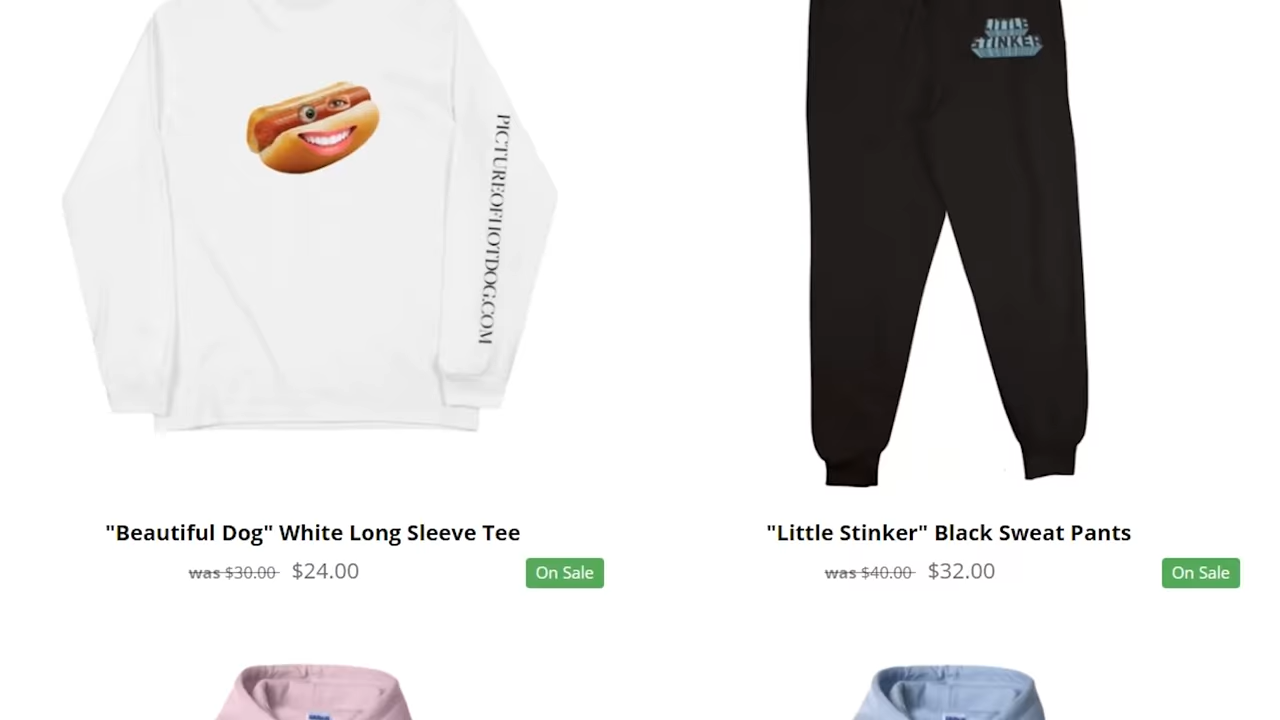 LITTLE
STINKER
PICTUREOFHOTDOG.COM
"Beautiful Dog" White Long Sleeve Tee
was $30.00 $24.00
On Sale
"Little Stinker" Black Sweat Pants
was $40.00 $32.00
On Sale